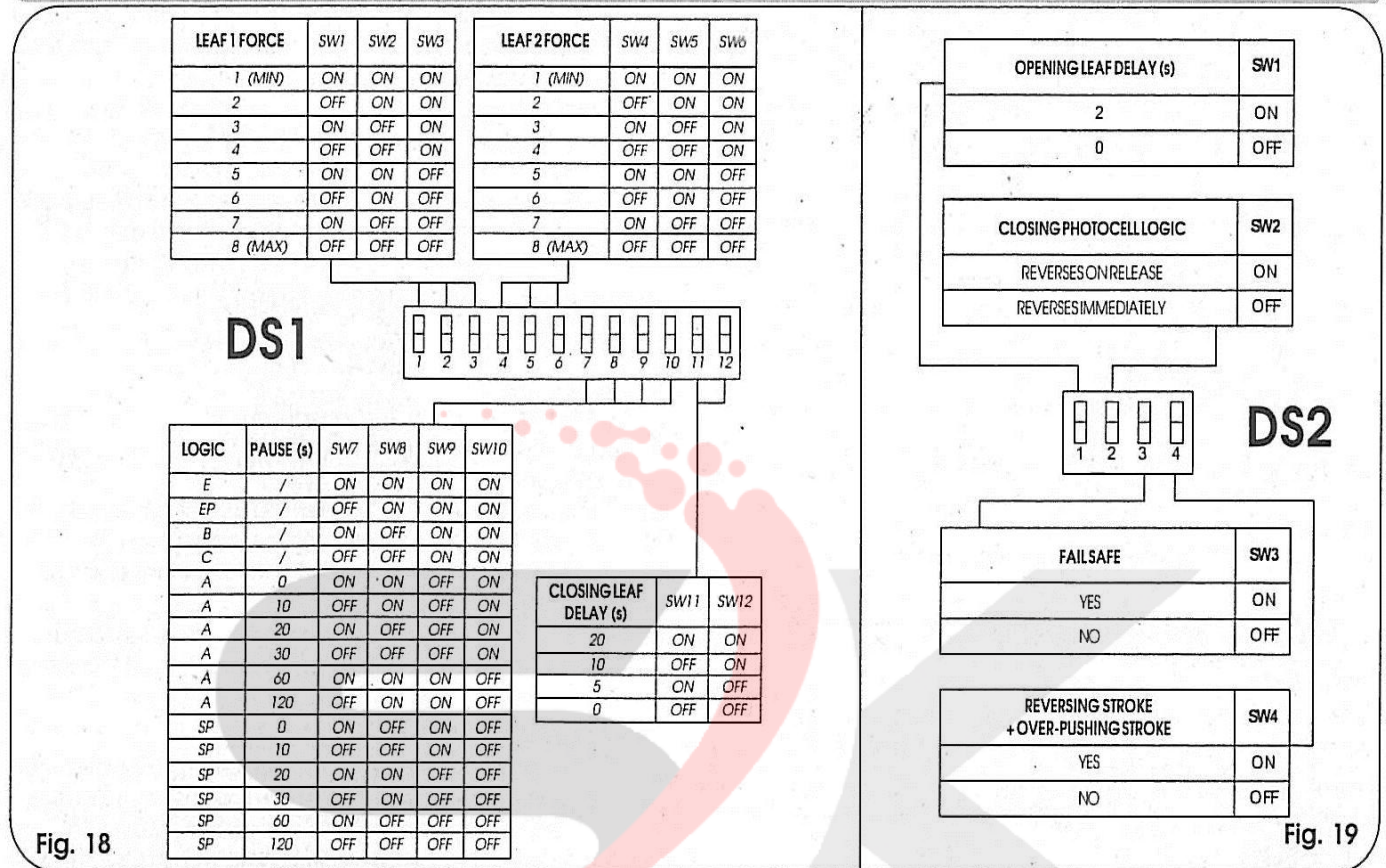 LEAF 1 FORCE SW1 SW2 SW3
1 (MIN) ON ON ON
2 OFF ON ON
3 ON OFF ON
4 OFF OFF ON
5 ON ON OFF
6 OFF ON OFF
7 ON OFF OFF
8 (MAX) OFF OFF OFF
LEAF 2 FORCE SW4 SW5 SW6
1 (MIN) ON ON ON
2 OFF ON ON
3 ON OFF ON
4 OFF OFF ON
5 ON ON OFF
6 OFF ON OFF
7 ON OFF OFF
8 (MAX) OFF OFF OFF
DS1
1 2 3 4 5 6 7 8 9 10 11 12
LOGIC PAUSE (s) SW7 SW8 SW9 SW10
E / ON ON ON ON
EP / OFF ON ON ON
B / ON OFF ON ON
C / OFF OFF ON ON
A 0 ON ON OFF ON
A 10 OFF ON OFF ON
A 20 ON OFF OFF ON
A 30 OFF OFF OFF ON
A 60 ON ON ON OFF
A 120 OFF ON ON OFF
SP 0 ON OFF ON OFF
SP 10 OFF OFF ON OFF
SP 20 ON ON OFF OFF
SP 30 OFF ON OFF OFF
SP 60 ON OFF OFF OFF
SP 120 OFF OFF OFF OFF
CLOSING LEAF
DELAY (s) SW11 SW12
20 ON ON
10 OFF ON
5 ON OFF
0 OFF OFF
Fig. 18
OPENING LEAF DELAY (s) SW1
2 ON
0 OFF
CLOSING PHOTOCELL LOGIC SW2
REVERSES ON RELEASE ON
REVERSES IMMEDIATELY OFF
1 2 3 4
DS2
FAIL SAFE SW3
YES ON
NO OFF
REVERSING STROKE
+ OVER-PUSHING STROKE SW4
YES ON
NO OFF
Fig. 19